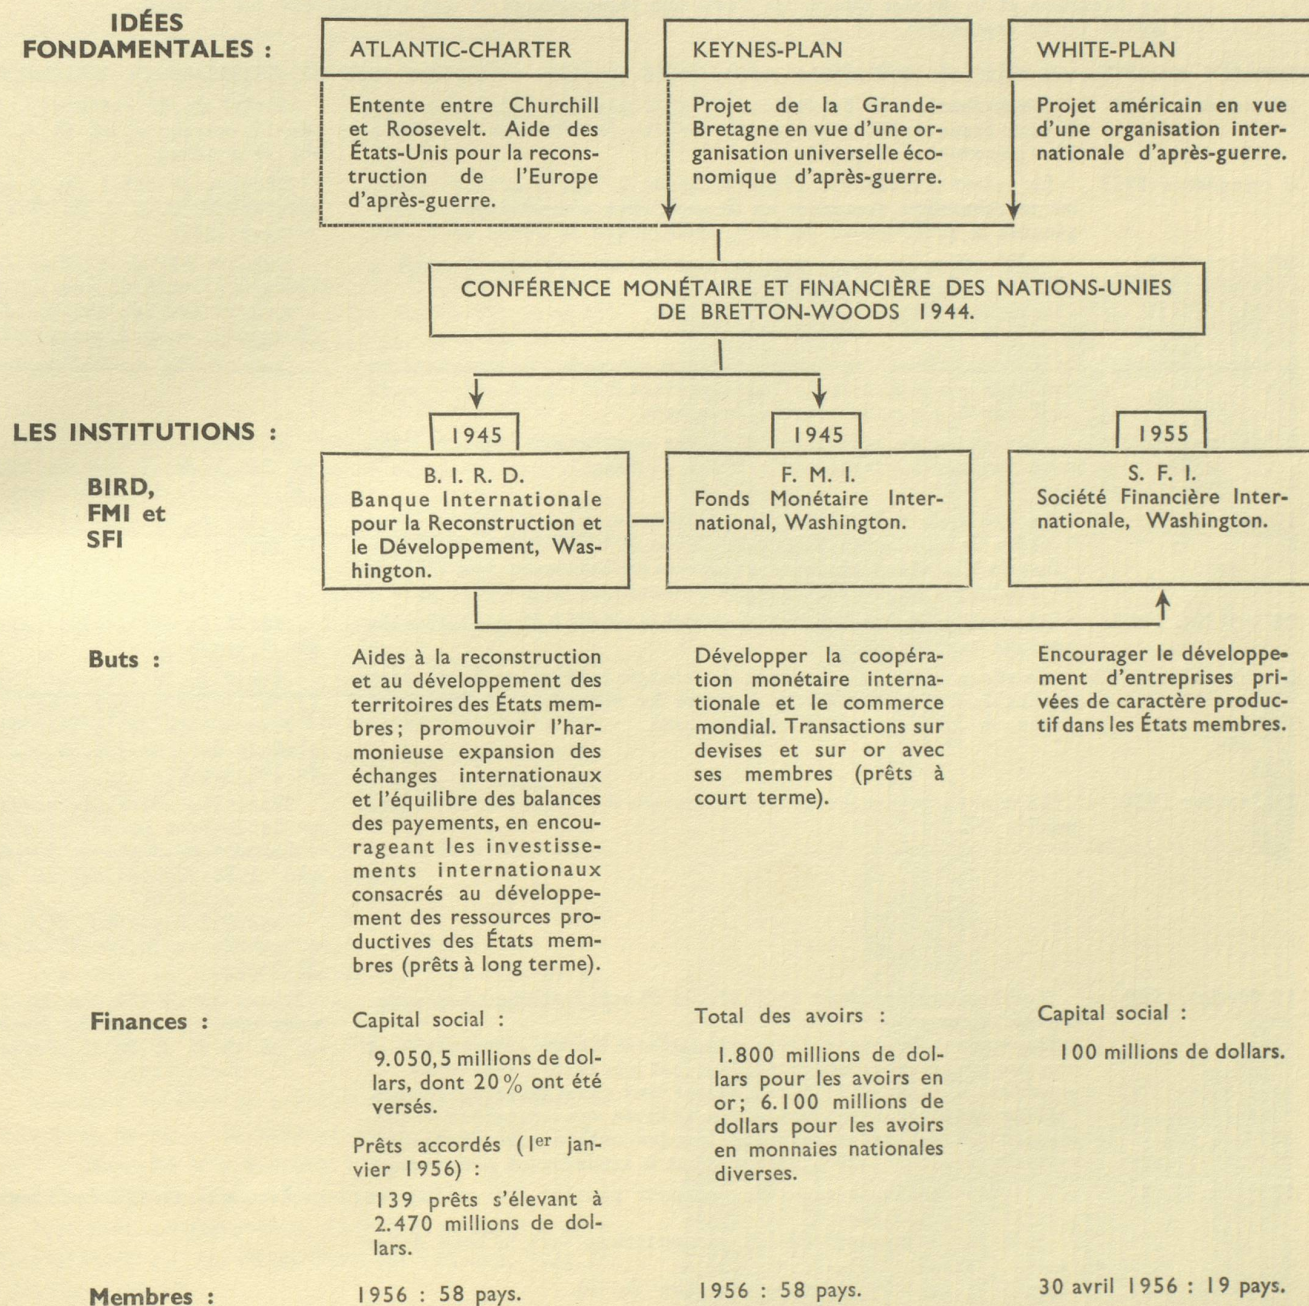 IDÉES
FONDAMENTALES :
ATLANTIC-CHARTER
Entente entre Churchill
et Roosevelt. Aide des
États-Unis pour la recons-
truction de l'Europe
d'après-guerre.
KEYNES-PLAN
Projet de la Grande-
Bretagne en vue d'une or-
ganisation universelle éco-
nomique d'après-guerre.
WHITE-PLAN
Projet américain en vue
d'une organisation inter-
nationale d'après-guerre.
CONFÉRENCE MONÉTAIRE ET FINANCIÈRE DES NATIONS-UNIES
DE BRETTON-WOODS 1944.
LES INSTITUTIONS :
BIRD,
FMI et
SFI
1945
B. I. R. D.
Banque Internationale
pour la Reconstruction et
le Développement, Was-
hington.
1945
F. M. I.
Fonds Monétaire Inter-
national, Washington.
1955
S. F. I.
Société Financière Inter-
nationale, Washington.
Buts :
Aides à la reconstruction
et au développement des
territoires des États mem-
bres; promouvoir l'har-
monieuse expansion des
échanges internationaux
et l'équilibre des balances
des payements, en encou-
rageant les investisse-
ments internationaux
consacrés au développe-
ment des ressources pro-
ductives des États mem-
bres (prêts à long terme).
Développer la coopéra-
tion monétaire interna-
tionale et le commerce
mondial. Transactions sur
devises et sur or avec
ses membres (prêts à
court terme).
Encourager le développe-
ment d'entreprises pri-
vées de caractère produc-
tif dans les États membres.
Finances :
Capital social :
9.050,5 millions de dol-
lars, dont 20% ont été
versés.
Prêts accordés (1er jan-
vier 1956) :
139 prêts s'élevant à
2.470 millions de dol-
lars.
Total des avoirs :
1.800 millions de dol-
lars pour les avoirs en
or; 6.100 millions de
dollars pour les avoirs
en monnaies nationales
diverses.
Capital social :
100 millions de dollars.
Membres :
1956 : 58 pays.
1956 : 58 pays.
30 avril 1956 : 19 pays.